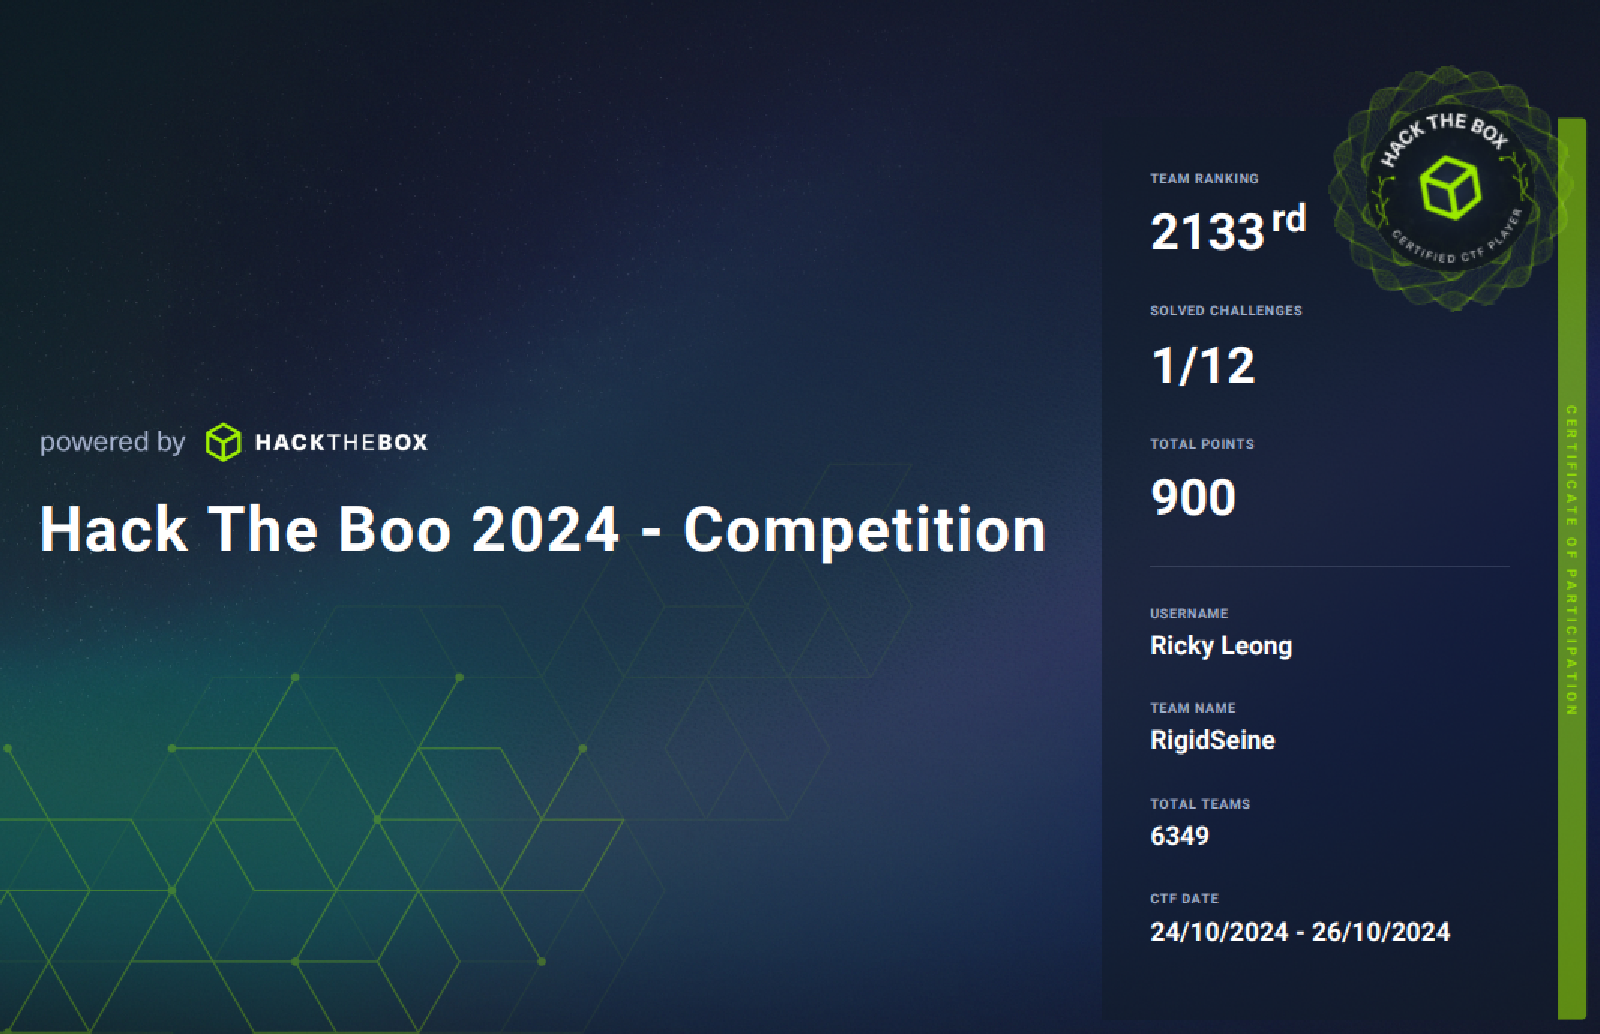 powered by HACKTHEBOX
Hack The Boo 2024 - Competition
HACK THE BOX
CERTIFIED CTF PLAYER
TEAM RANKING
2133rd
SOLVED CHALLENGES
1/12
TOTAL POINTS
900
USERNAME
Ricky Leong
TEAM NAME
RigidSeine
TOTAL TEAMS
6349
CTF DATE
24/10/2024 - 26/10/2024
CERTIFICATE OF PARTICIPATION